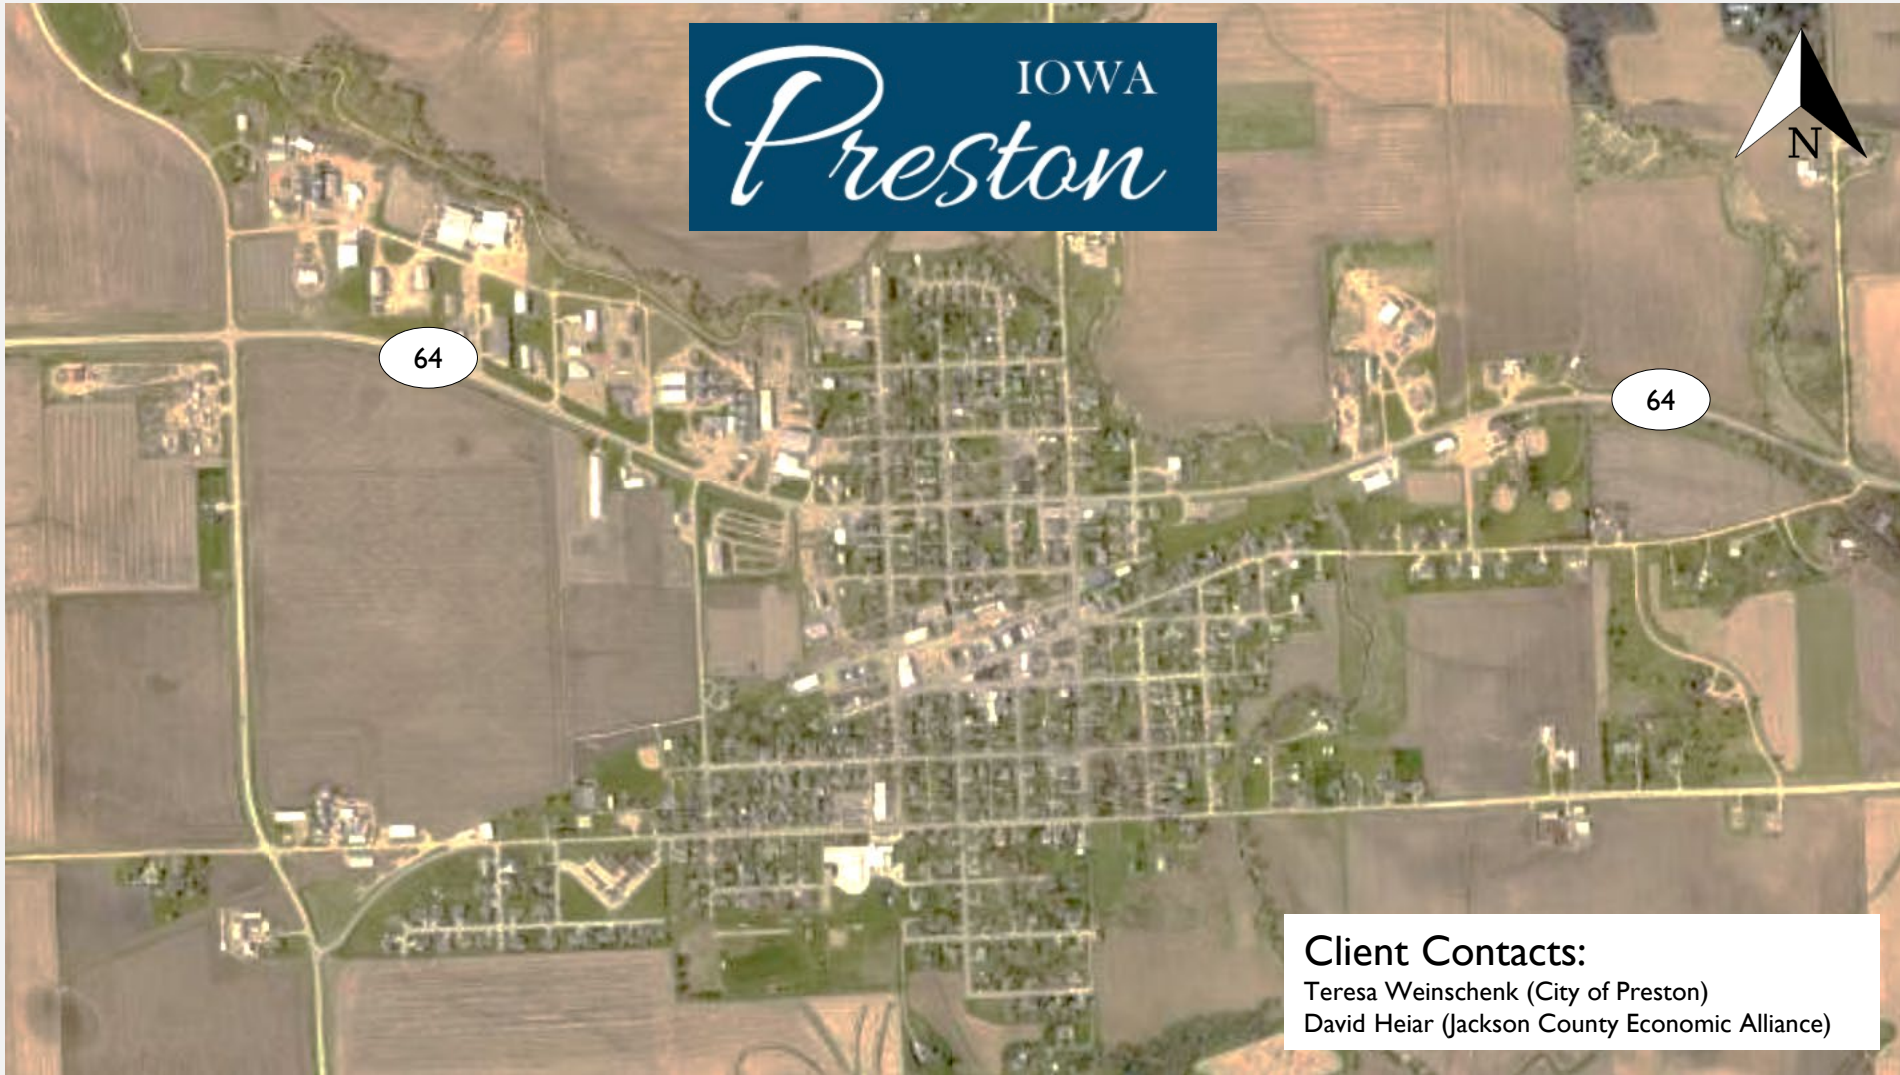 IOWA
Preston
N
64
64
Client Contacts:
Teresa Weinschenk (City of Preston)
David Heiar (Jackson County Economic Alliance)